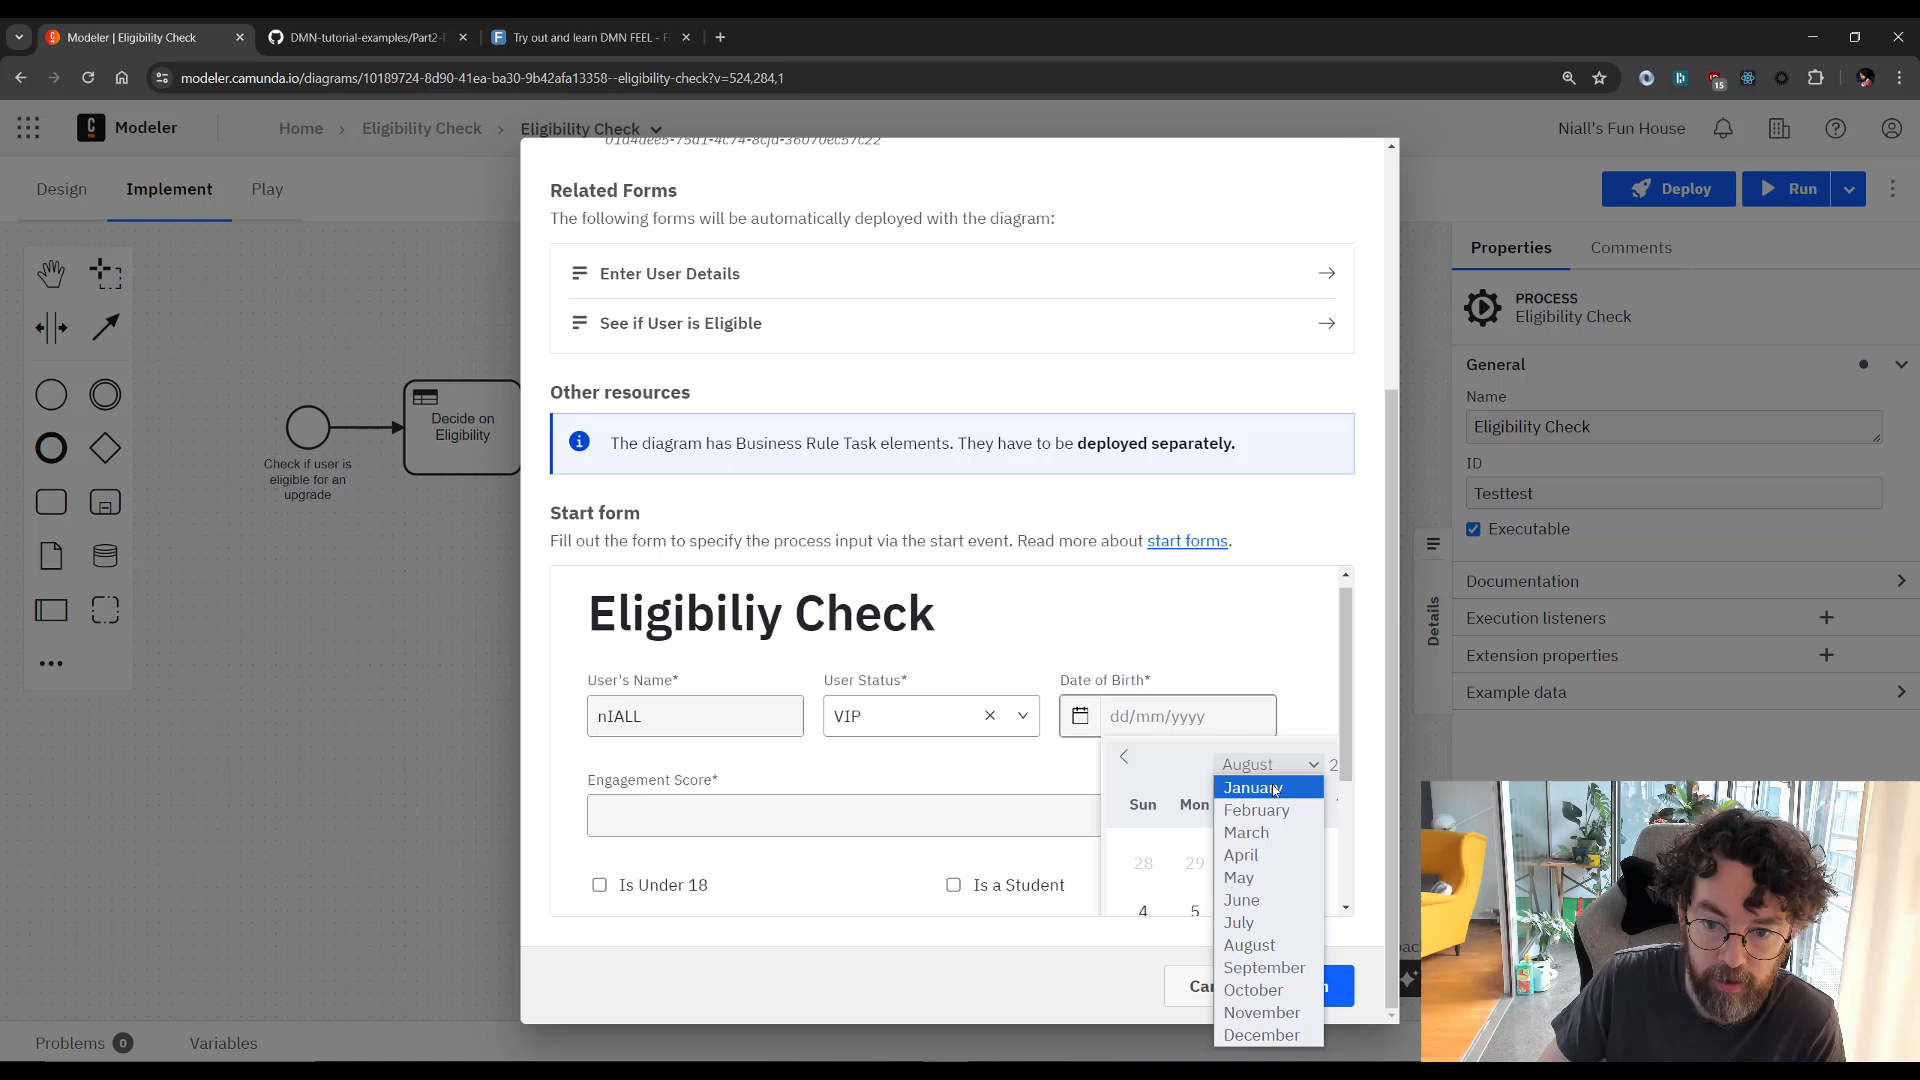 Modeler | Eligibility Check
DMN-tutorial-examples/Part2-
Try out and learn DMN FEEL - F
modeler.camunda.io/diagrams/10189724-8d90-41ea-ba30-9b42afa13358--eligibility-check?v=524,284,1
15
Modeler
Home
Eligibility Check
Eligibility Check
Niall's Fun House
Design
Implement
Play
Deploy
Run
01d4dee5-75d1-4c74-8cfd-36070ec57c22
Related Forms
The following forms will be automatically deployed with the diagram:
Enter User Details
See if User is Eligible
Other resources
The diagram has Business Rule Task elements. They have to be deployed separately.
Start form
Fill out the form to specify the process input via the start event. Read more about start forms.
Eligibiliy Check
User's Name*
User Status*
Date of Birth*
nIALL
VIP
dd/mm/yyyy
Engagement Score*
Is Under 18
Is a Student
August
2
Sun
Mon
28
29
4
5
January
February
March
April
May
June
July
August
September
October
November
December
Check if user is
eligible for an
upgrade
Decide on
Eligibility
Properties
Comments
PROCESS
Eligibility Check
General
Name
Eligibility Check
ID
Testtest
Executable
Documentation
Execution listeners
Extension properties
Example data
Details
Problems 0
Variables